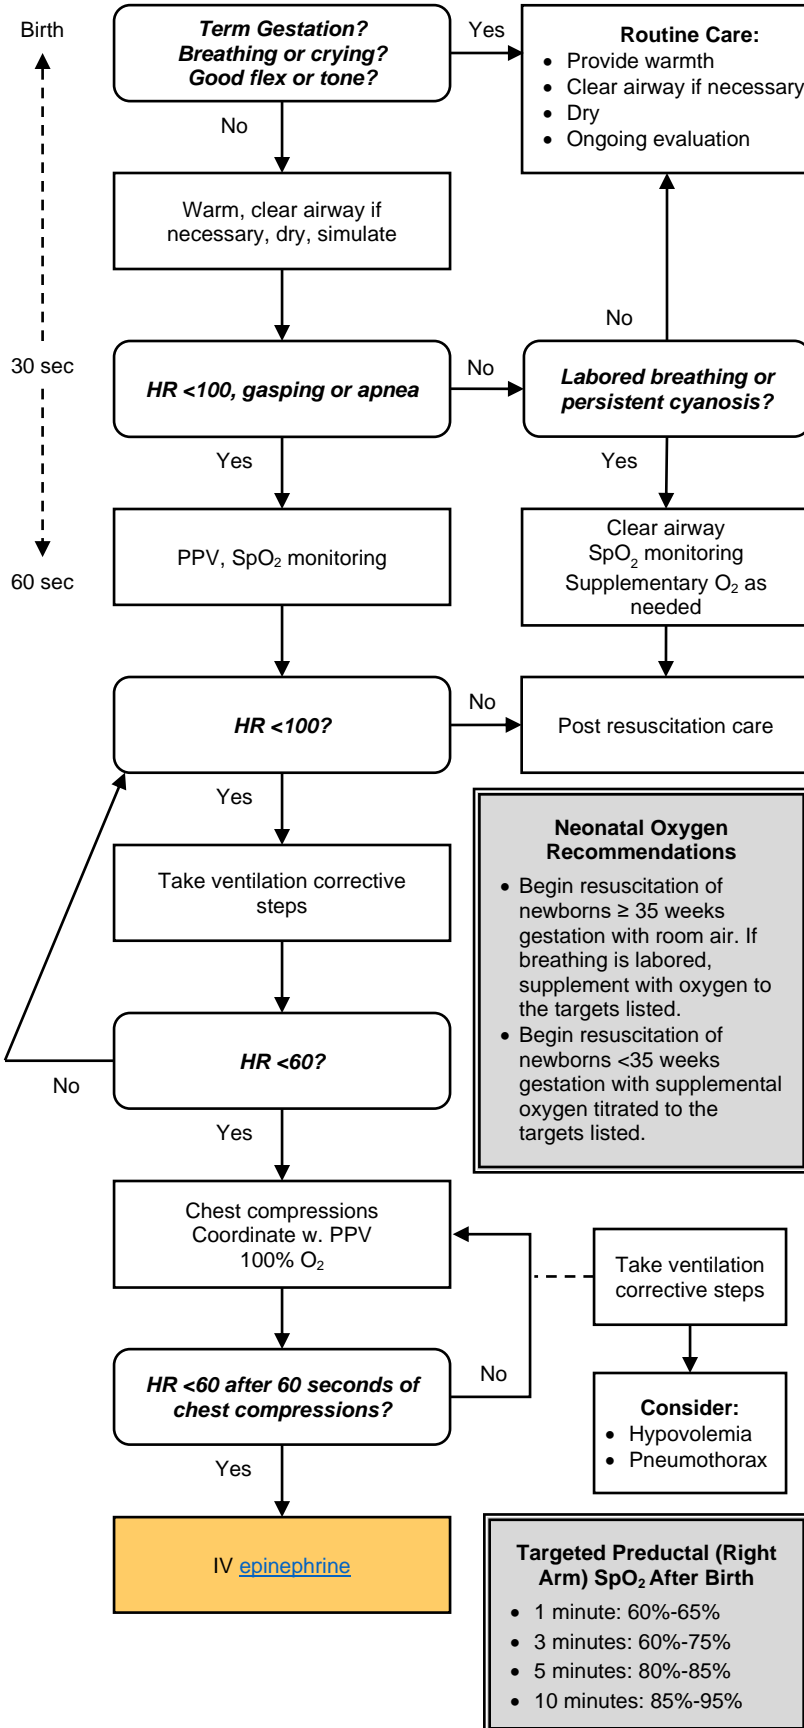 Birth
Term Gestation?
Breathing or crying?
Good flex or tone?
Yes
Routine Care:
• Provide warmth
• Clear airway if necessary
• Dry
• Ongoing evaluation
No
Warm, clear airway if
necessary, dry, simulate
No
30 sec
HR <100, gasping or apnea
No
Labored breathing or
persistent cyanosis?
Yes
Yes
60 sec
PPV, SpO₂ monitoring
Clear airway
SpO₂ monitoring
Supplementary O₂ as
needed
HR <100?
No
Post resuscitation care
Yes
Take ventilation corrective
steps
Neonatal Oxygen
Recommendations
• Begin resuscitation of
newborns ≥ 35 weeks
gestation with room air. If
breathing is labored,
supplement with oxygen to
the targets listed.
• Begin resuscitation of
newborns <35 weeks
gestation with supplemental
oxygen titrated to the
targets listed.
HR <60?
No
Yes
Chest compressions
Coordinate w. PPV
100% O₂
Take ventilation
corrective steps
HR <60 after 60 seconds of
chest compressions?
No
Consider:
• Hypovolemia
• Pneumothorax
Yes
IV epinephrine
Targeted Preductal (Right
Arm) SpO₂ After Birth
• 1 minute: 60%-65%
• 3 minutes: 60%-75%
• 5 minutes: 80%-85%
• 10 minutes: 85%-95%